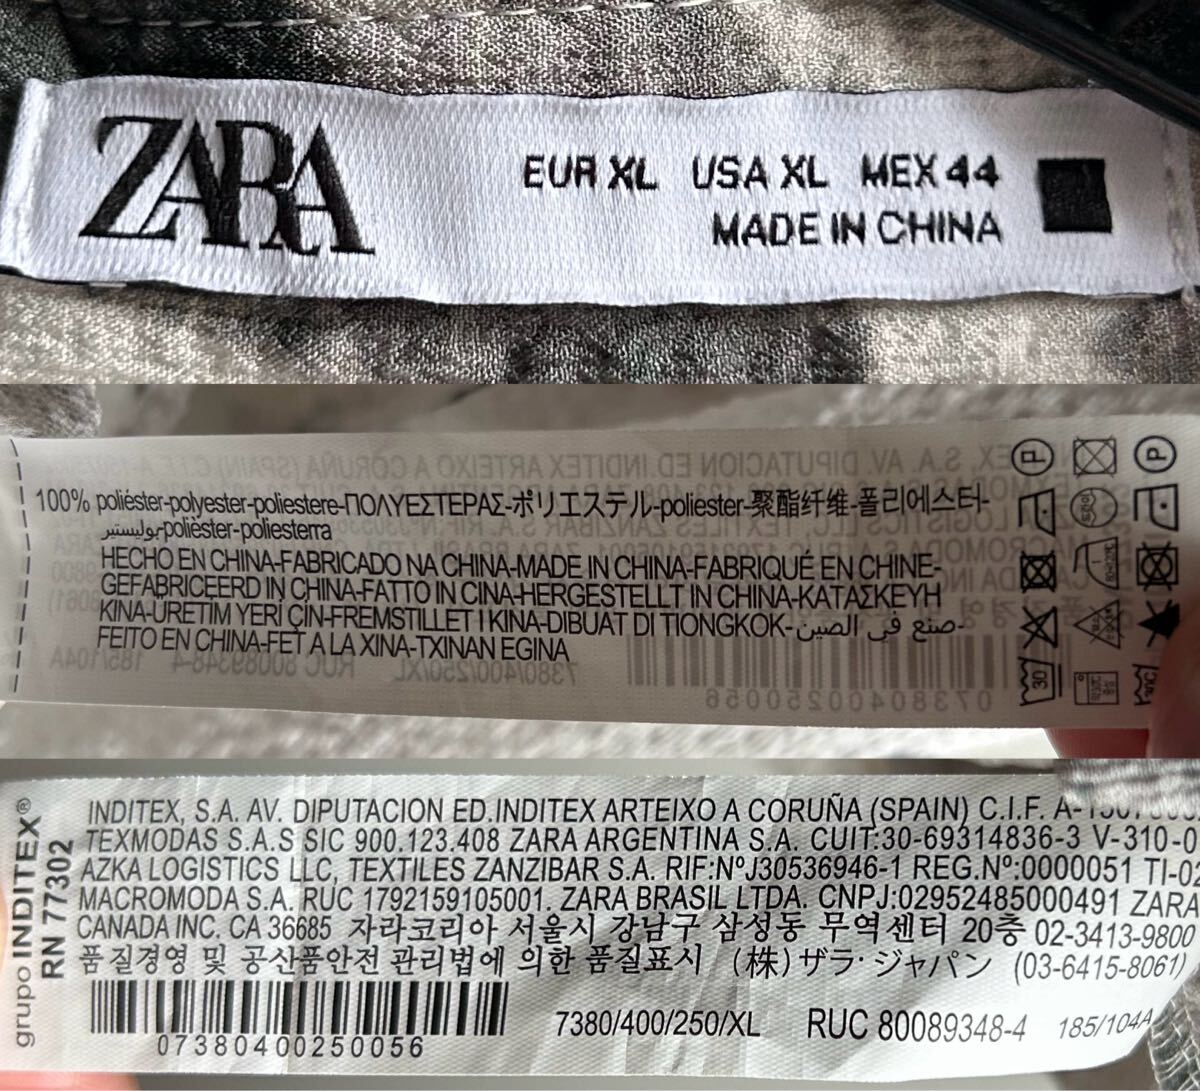 ZARA
EUR XL USA XL MEX 44
MADE IN CHINA
100% poliéster-polyester-poliestere-ΠΟΛΥΕΣΤΕΡΑΣ-ポリエステル-poliester-聚酯纤维-폴리에스터-
بوليستير-polièster-poliesterra
HECHO EN CHINA-FABRICADO NA CHINA-MADE IN CHINA-FABRIQUÉ EN CHINE-
GEFABRICEERD IN CHINA-FATTO IN CINA-HERGESTELLT IN CHINA-ΚΑΤΑΣΚΕΥΗ
ΚΙΝΑ-ÜRETİM YERİ ÇİN-FREMSTILLET I KINA-DIBUAT DI TIONGKOK-صنع في الصين-
FEITO EN CHINA-FET A LA XINA-TXINAN EGINA
grupo INDITEX®
RN 77302
INDITEX, S.A. AV. DIPUTACION ED.INDITEX ARTEIXO A CORUÑA (SPAIN) C.I.F.
TEXMODAS S.A.S SIC 900.123.408 ZARA ARGENTINA S.A. CUIT:30-69314836-3 V-310-0
AZKA LOGISTICS LLC, TEXTILES ZANZIBAR S.A. RIF:NºJ30536946-1 REG.Nº:0000051 TI-02
MACROMODA S.A. RUC 1792159105001. ZARA BRASIL LTDA. CNPJ:02952485000491 ZARA
CANADA INC. CA 36685 자라코리아 서울시 강남구 삼성동 무역센터 20층 02-3413-9800
품질경영 및 공산품안전 관리법에 의한 품질표시 (株)ザラ・ジャパン (03-6415-8061)
07380400250056
7380/400/250/XL RUC 80089348-4 185/104A